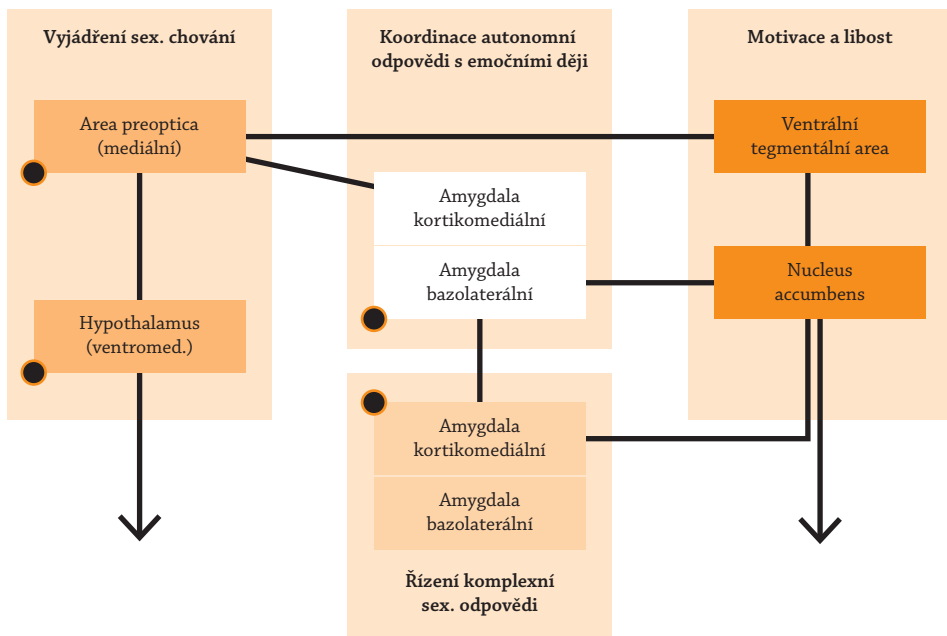 Vyjádření sex. chování
Area preoptica
(mediální)
Hypothalamus
(ventromed.)
Koordinace autonomní
odpovědi s emočními ději
Amygdala
kortikomediální
Amygdala
bazolaterální
Amygdala
kortikomediální
Amygdala
bazolaterální
Řízení komplexní
sex. odpovědi
Motivace a libost
Ventrální
tegmentální area
Nucleus
accumbens